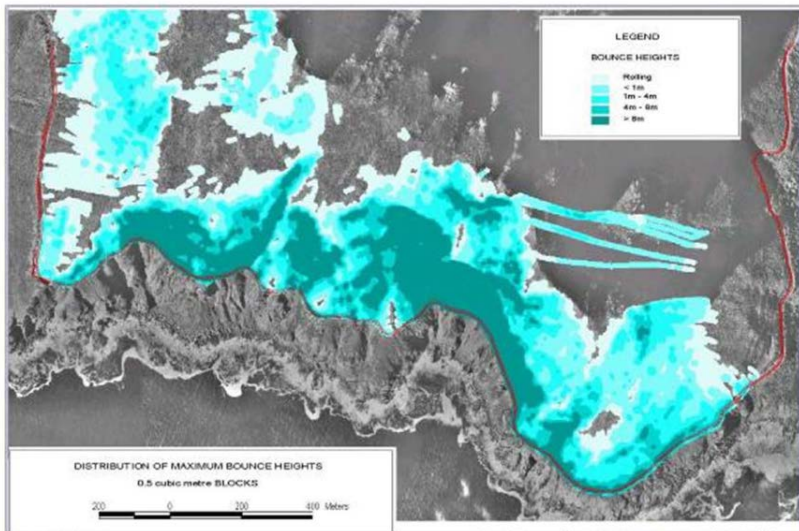 LEGEND
BOUNCE HEIGHTS
Rolling
< 1m
1m - 4m
4m - 8m
> 8m
DISTRIBUTION OF MAXIMUM BOUNCE HEIGHTS
0.5 cubic metre BLOCKS
200 0 200 400 Meters